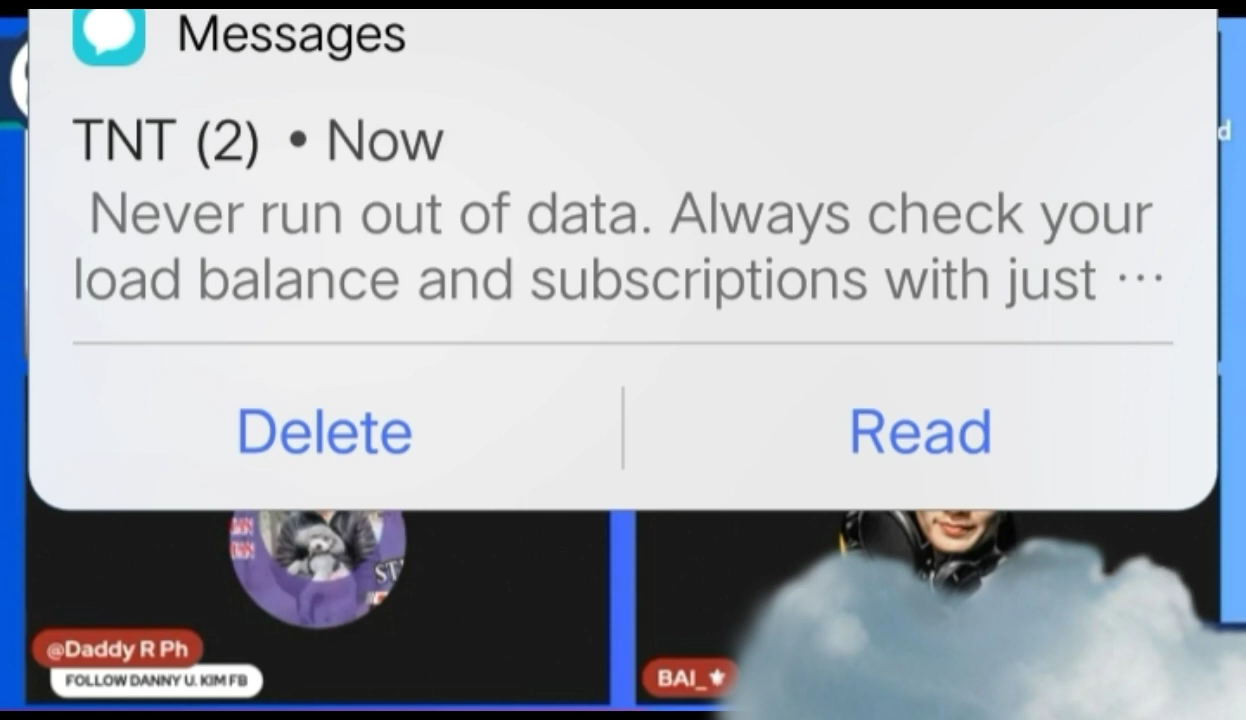 Messages
TNT (2) • Now
Never run out of data. Always check your
load balance and subscriptions with just ···
Delete
Read
ST
@Daddy R Ph
FOLLOW DANNY U. KIM FB
BAI_
d